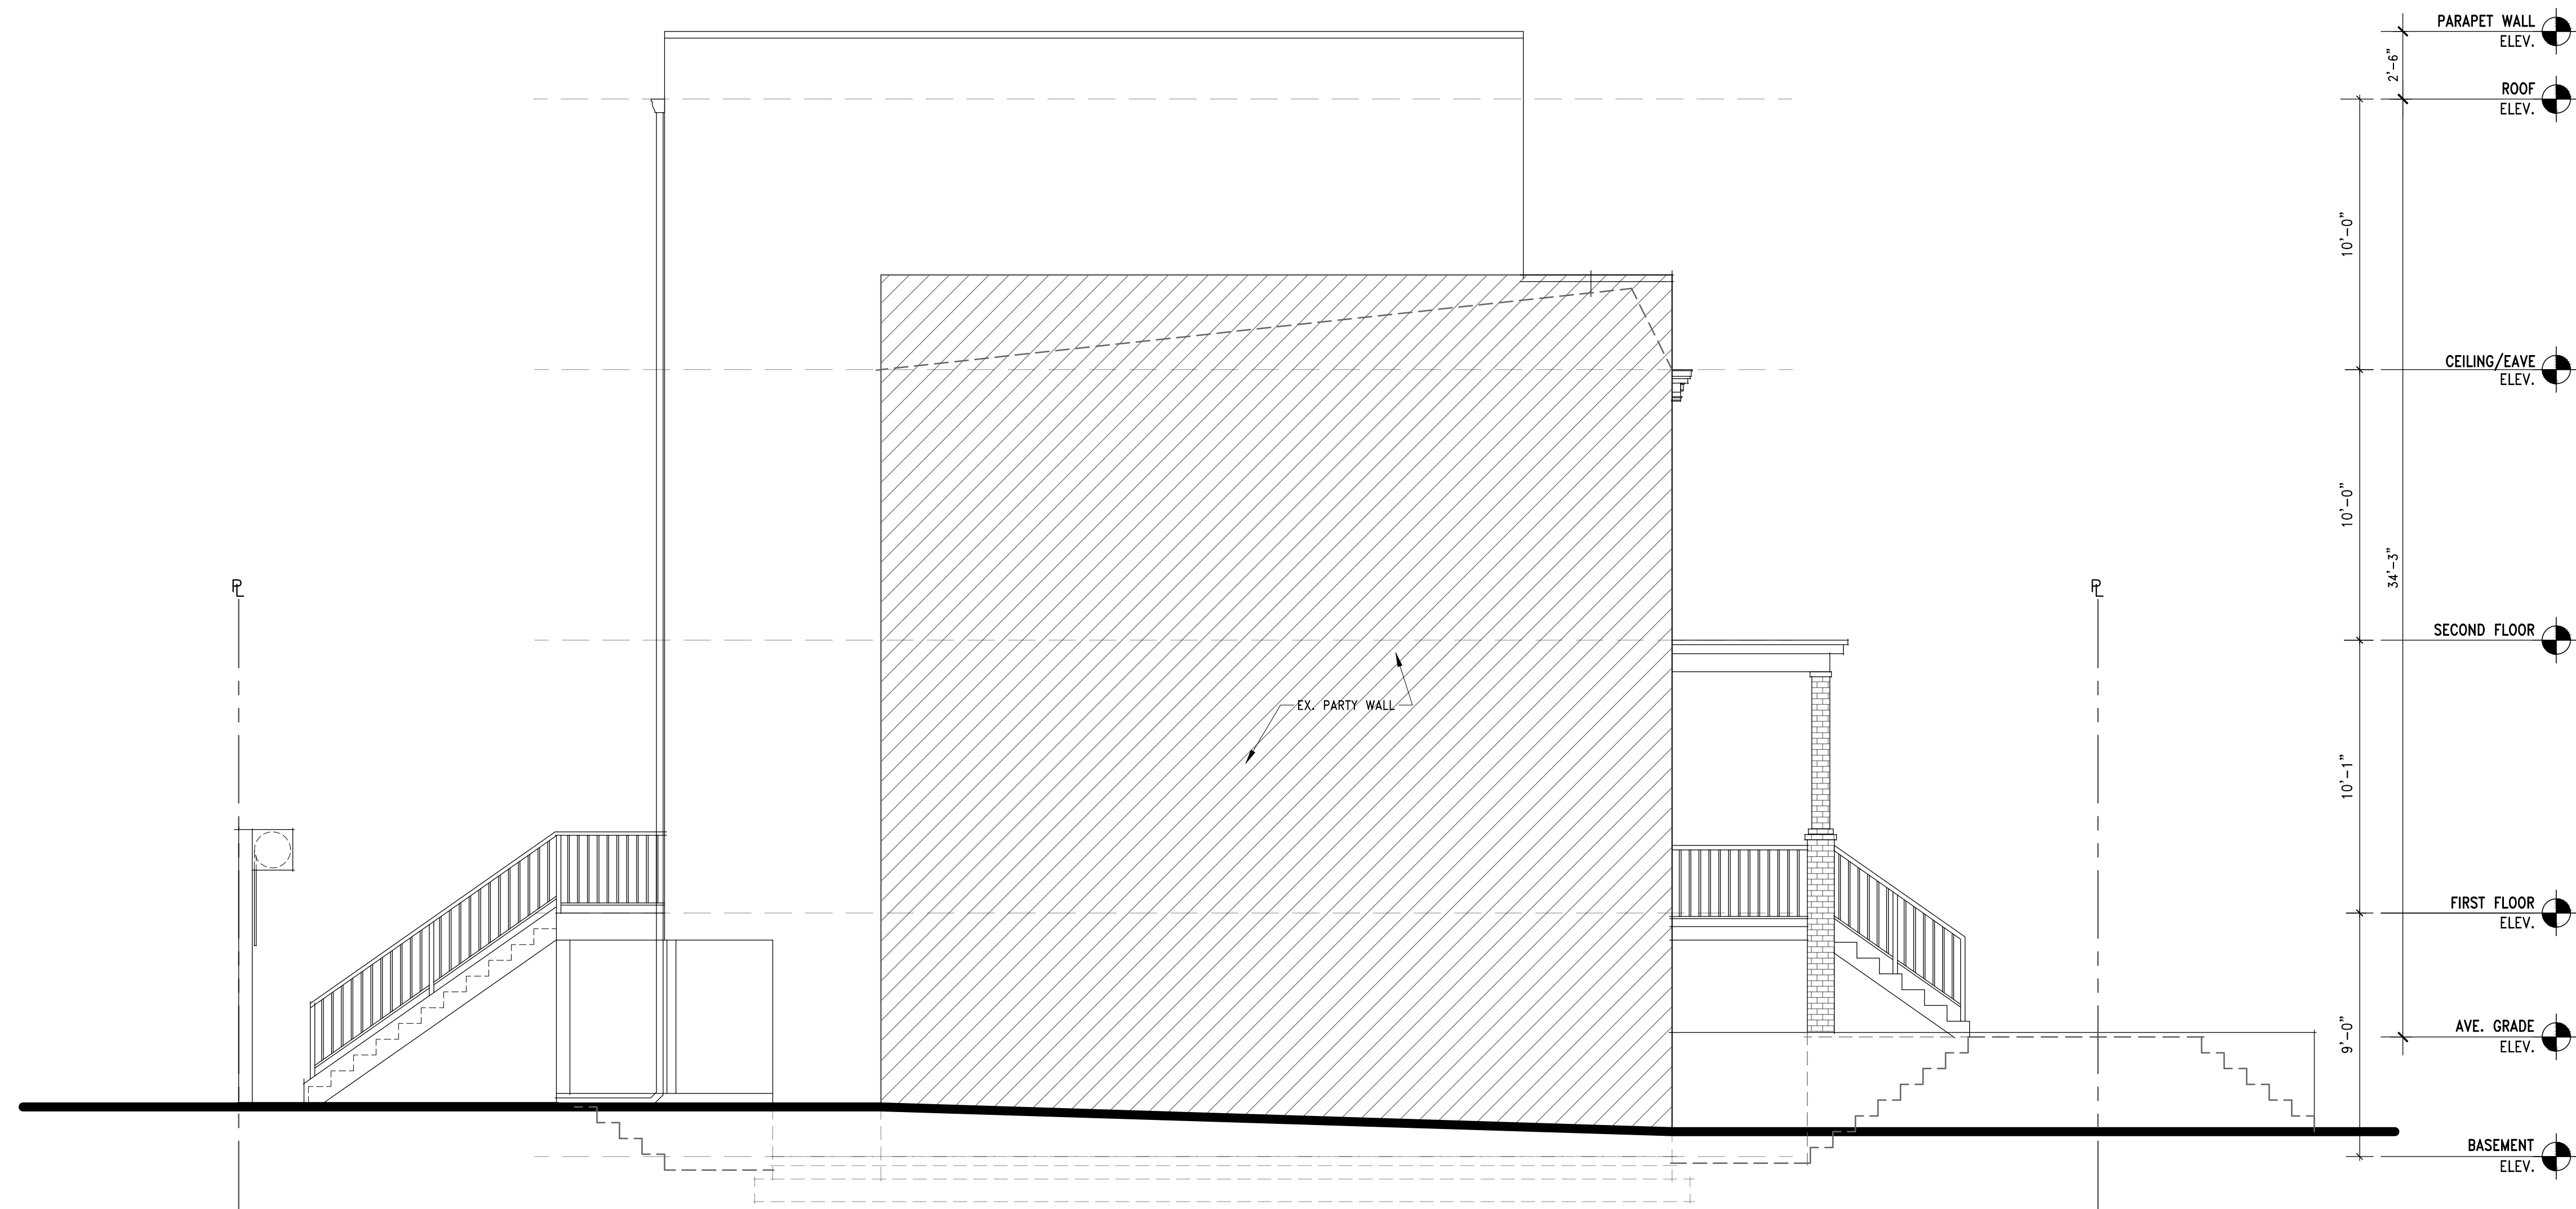 PARAPET WALL
ELEV.
2'-6"
ROOF
ELEV.
10'-0"
CEILING/EAVE
ELEV.
10'-0"
34'-3"
PL
PL
SECOND FLOOR
EX. PARTY WALL
10'-1"
FIRST FLOOR
ELEV.
9'-0"
AVE. GRADE
ELEV.
BASEMENT
ELEV.